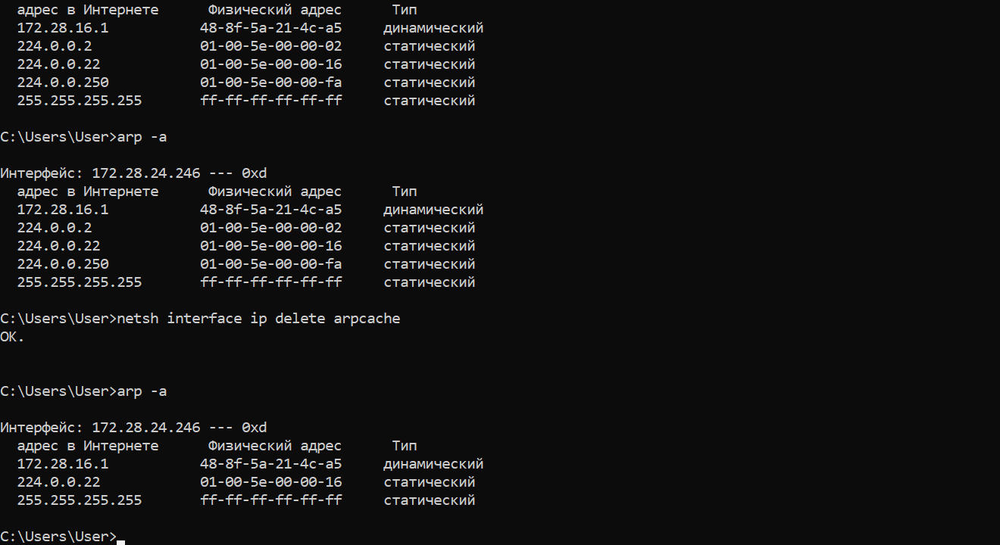 адрес в Интернете      Физический адрес      Тип
172.28.16.1           48-8f-5a-21-4c-a5     динамический
224.0.0.2             01-00-5e-00-00-02     статический
224.0.0.22            01-00-5e-00-00-16     статический
224.0.0.250           01-00-5e-00-00-fa     статический
255.255.255.255       ff-ff-ff-ff-ff-ff     статический
C:\Users\User>arp -a
Интерфейс: 172.28.24.246 --- 0xd
адрес в Интернете      Физический адрес      Тип
172.28.16.1           48-8f-5a-21-4c-a5     динамический
224.0.0.2             01-00-5e-00-00-02     статический
224.0.0.22            01-00-5e-00-00-16     статический
224.0.0.250           01-00-5e-00-00-fa     статический
255.255.255.255       ff-ff-ff-ff-ff-ff     статический
C:\Users\User>netsh interface ip delete arpcache
ОК.
C:\Users\User>arp -a
Интерфейс: 172.28.24.246 --- 0xd
адрес в Интернете      Физический адрес      Тип
172.28.16.1           48-8f-5a-21-4c-a5     динамический
224.0.0.22            01-00-5e-00-00-16     статический
255.255.255.255       ff-ff-ff-ff-ff-ff     статический
C:\Users\User>